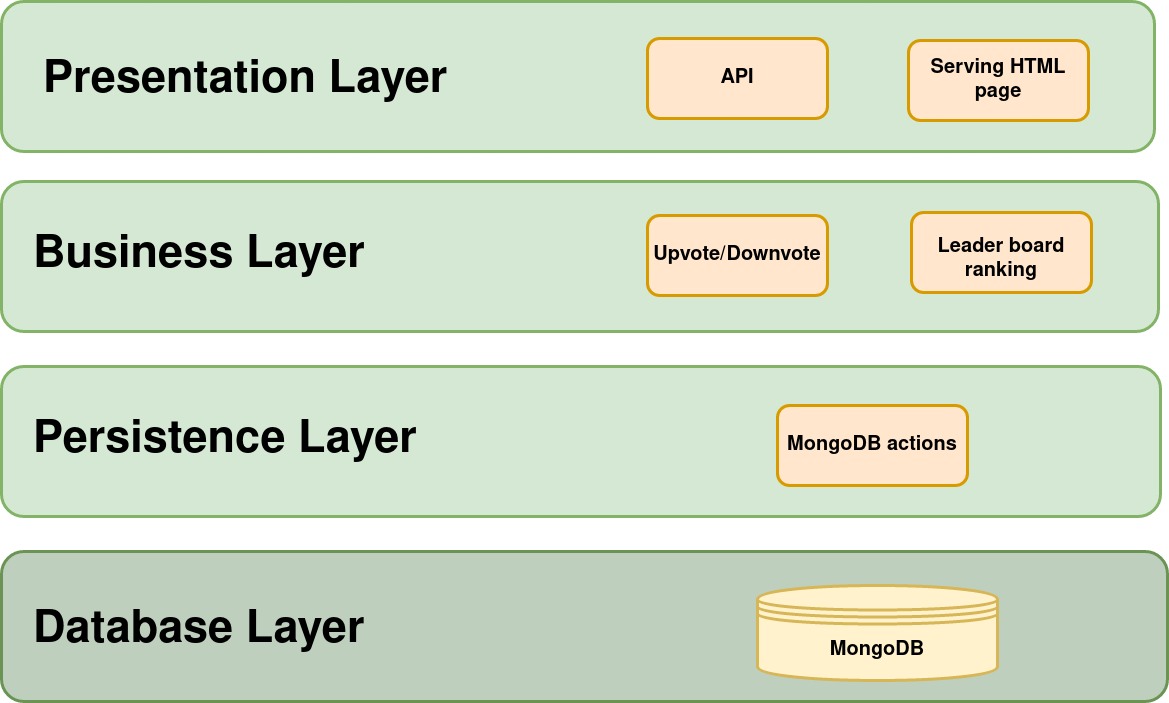 Presentation Layer
API
Serving HTML
page
Business Layer
Upvote/Downvote
Leader board
ranking
Persistence Layer
MongoDB actions
Database Layer
MongoDB